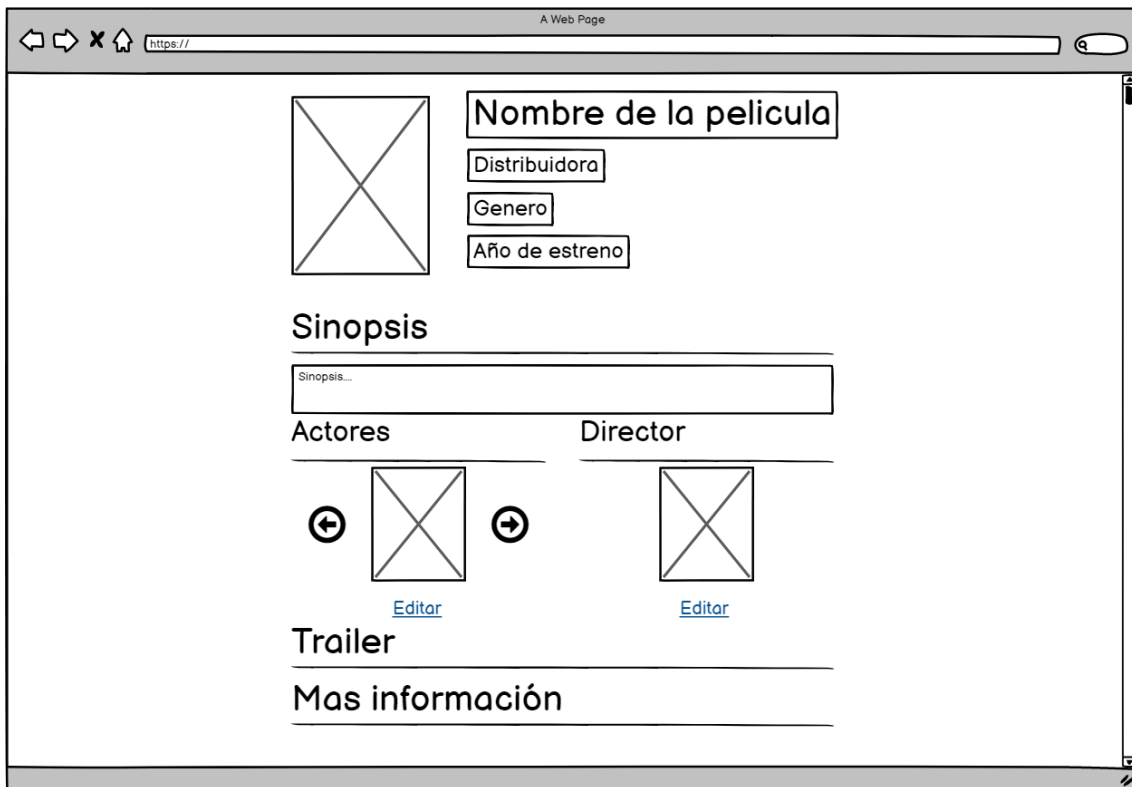 A Web Page
https://
Nombre de la pelicula
Distribuidora
Genero
Año de estreno
Sinopsis
Sinopsis....
Actores
Director
Editar
Editar
Trailer
Mas información